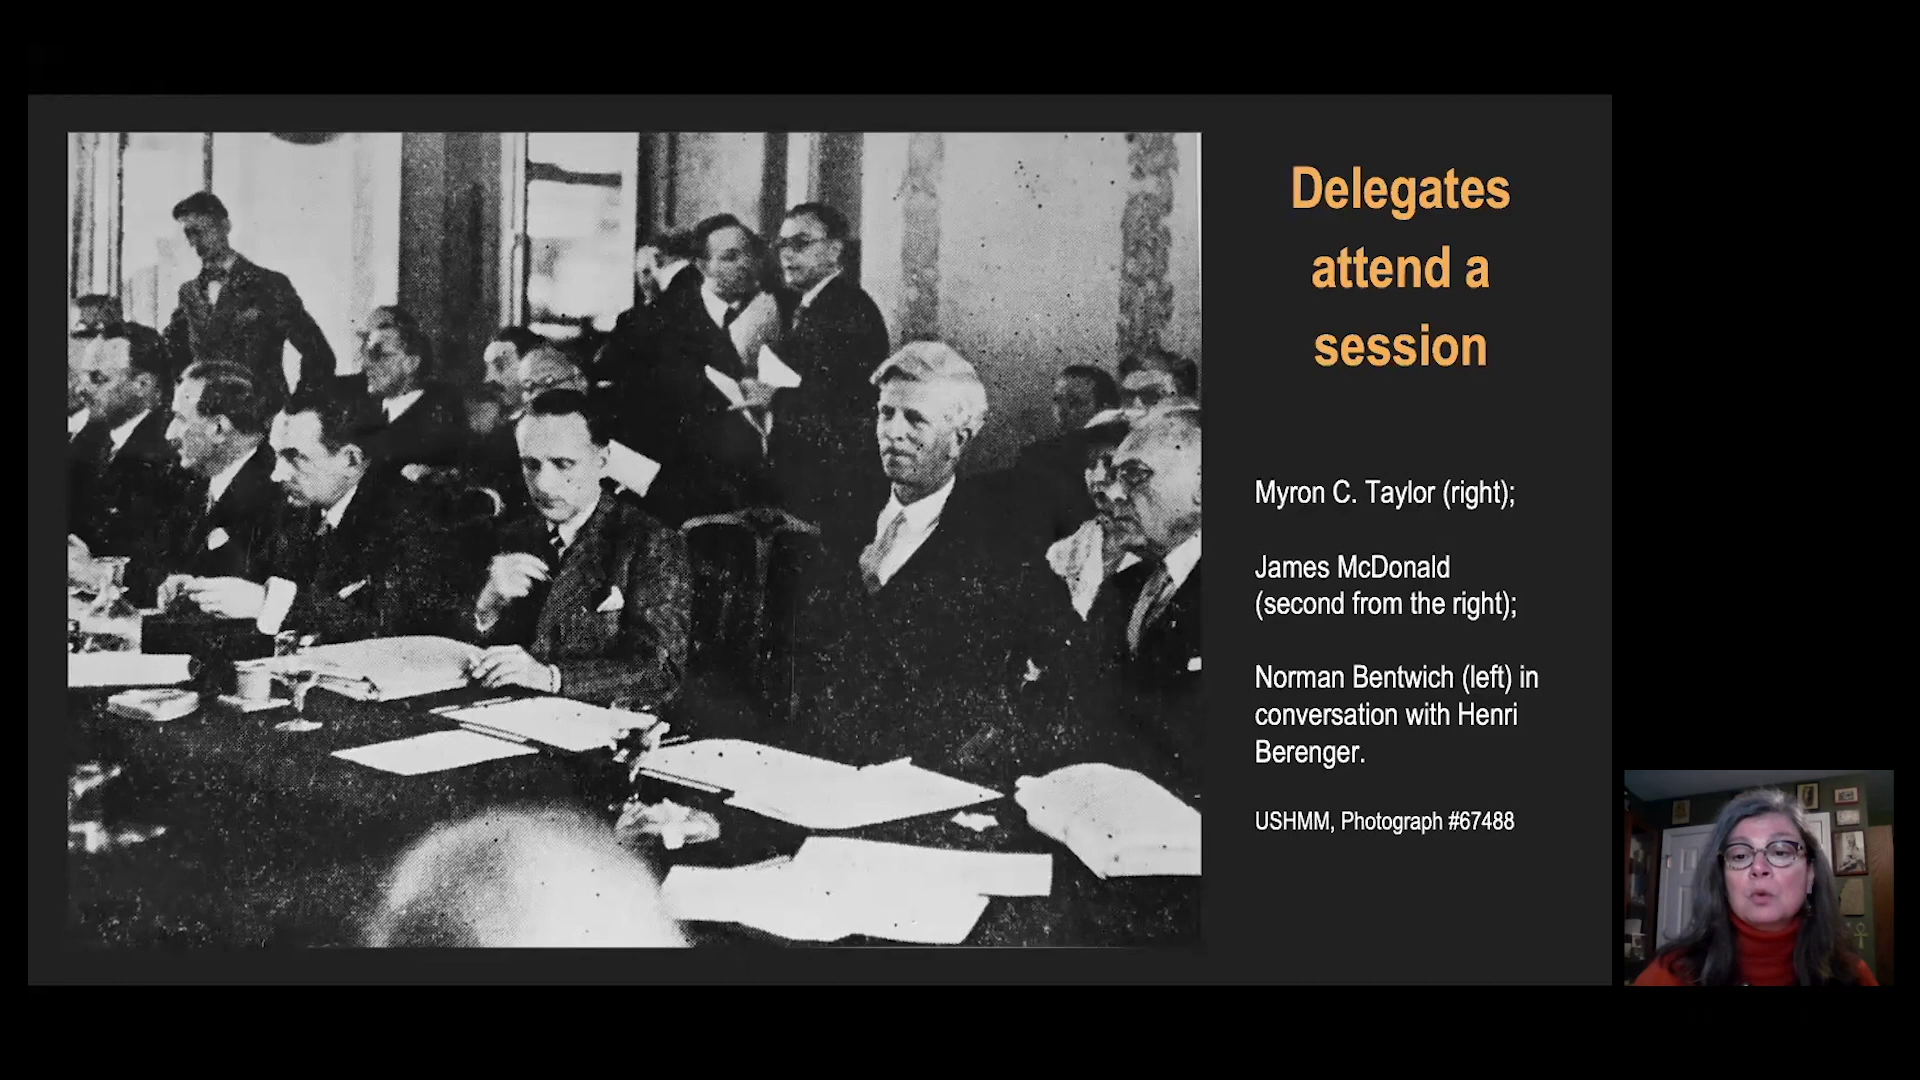 Delegates
attend a
session
Myron C. Taylor (right);
James McDonald
(second from the right);
Norman Bentwich (left) in
conversation with Henri
Berenger.
USHMM, Photograph #67488